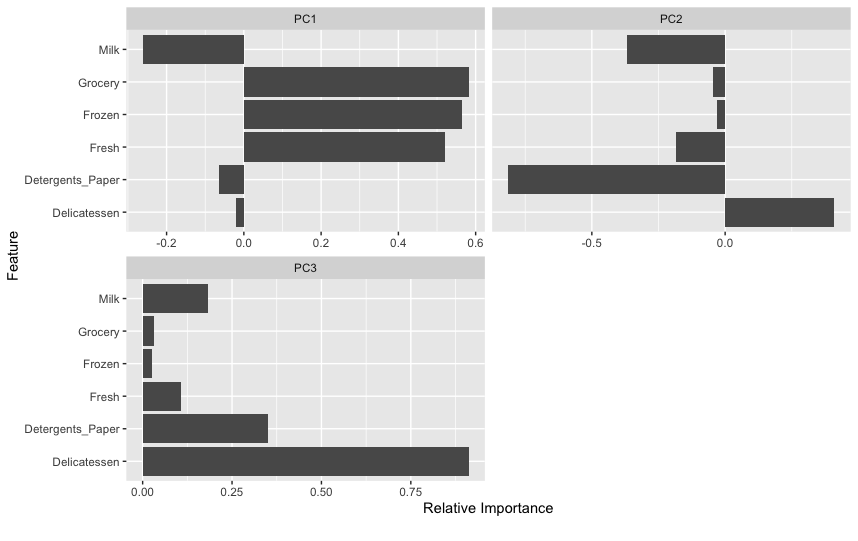 PC1
PC2
Milk
Grocery
Frozen
Fresh
Detergents_Paper
Delicatessen
-0.2 0.0 0.2 0.4 0.6
-0.5 0.0
Feature
PC3
Milk
Grocery
Frozen
Fresh
Detergents_Paper
Delicatessen
0.00 0.25 0.50 0.75
Relative Importance